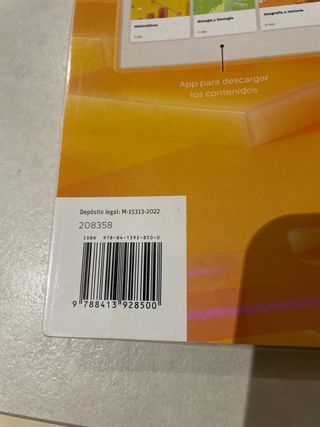 Matemáticas
Biología y Geología
Geografía e Historia
App para descargar
los contenidos
Depósito legal: M-15313-2022
208358
ISBN 978-84-1392-850-0
9 788413 928500